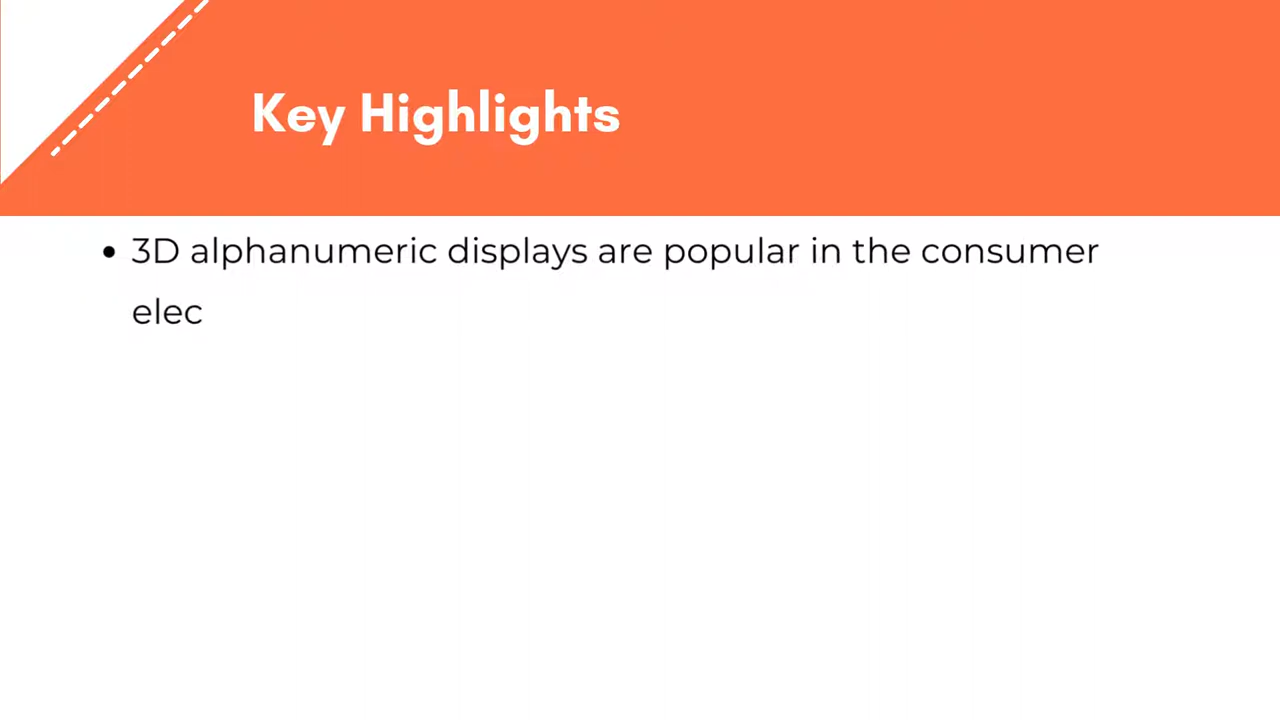 Key Highlights
• 3D alphanumeric displays are popular in the consumer
elec